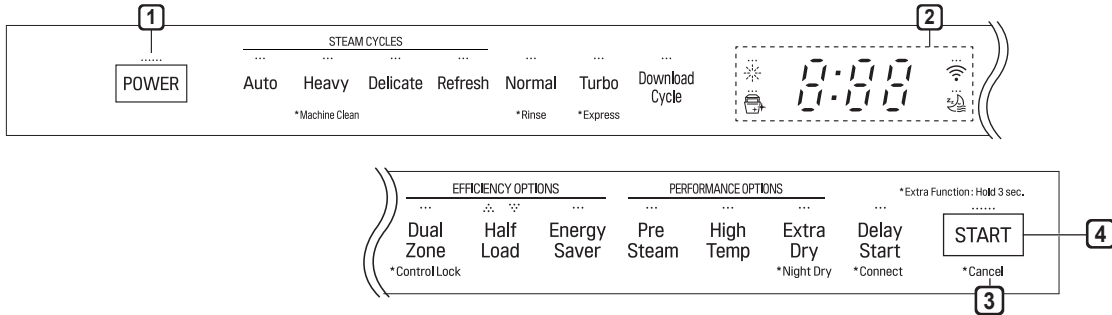 1
2
STEAM CYCLES
POWER
Auto
Heavy
Delicate
Refresh
Normal
Turbo
Download
Cycle
*Machine Clean
*Rinse
*Express
8:88
EFFICIENCY OPTIONS
PERFORMANCE OPTIONS
*Extra Function: Hold 3 sec.
Dual
Zone
Half
Load
Energy
Saver
Pre
Steam
High
Temp
Extra
Dry
Delay
Start
START
4
*Control Lock
*Night Dry
*Connect
*Cancel
3